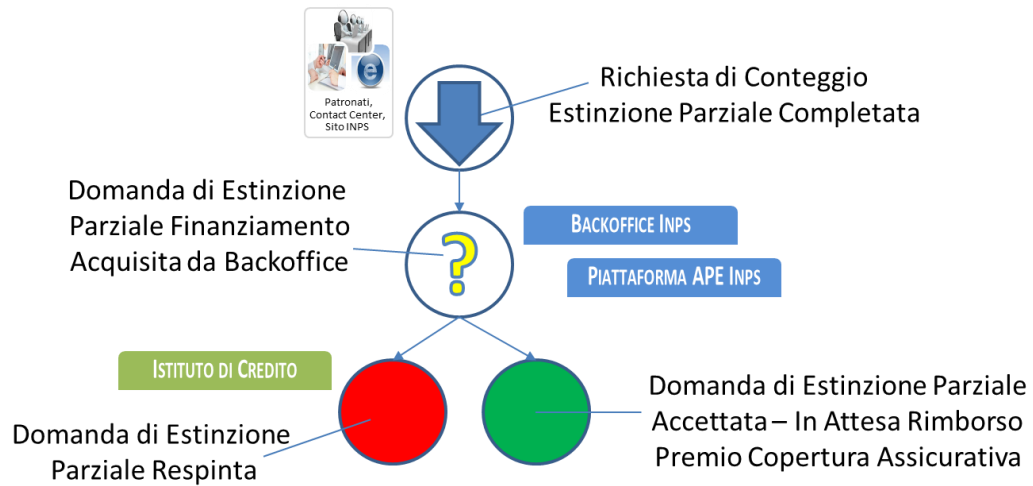 Patronati,
Contact Center,
Sito INPS
Richiesta di Conteggio
Estinzione Parziale Completata
Domanda di Estinzione
Parziale Finanziamento
Acquisita da Backoffice
?
BACKOFFICE INPS
PIATTAFORMA APE INPS
ISTITUTO DI CREDITO
Domanda di Estinzione
Parziale Respinta
Domanda di Estinzione Parziale
Accettata – In Attesa Rimborso
Premio Copertura Assicurativa